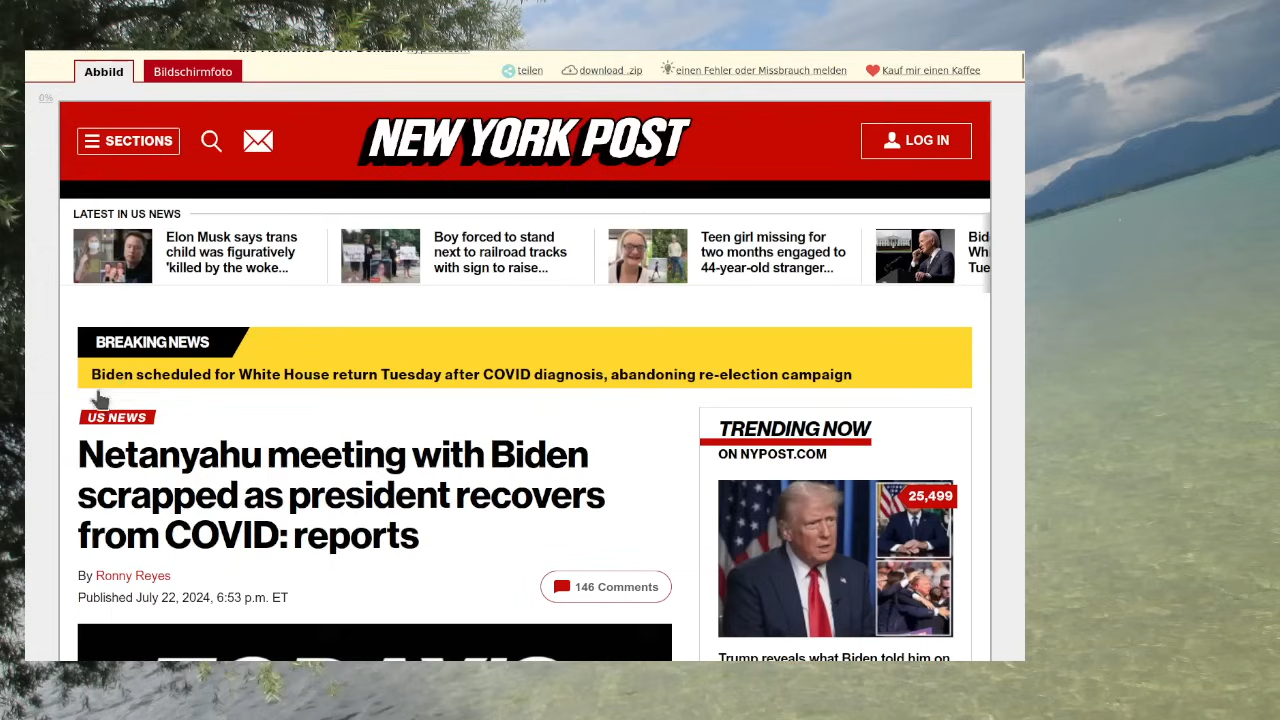 nypost.com
Abbild
Bildschirmfoto
teilen
download .zip
einen Fehler oder Missbrauch melden
Kauf mir einen Kaffee
0%
SECTIONS
NEW YORK POST
LOG IN
LATEST IN US NEWS
Elon Musk says trans
child was figuratively
'killed by the woke...
Boy forced to stand
next to railroad tracks
with sign to raise...
Teen girl missing for
two months engaged to
44-year-old stranger...
Bid
Wh
Tue
BREAKING NEWS
Biden scheduled for White House return Tuesday after COVID diagnosis, abandoning re-election campaign
US NEWS
Netanyahu meeting with Biden
scrapped as president recovers
from COVID: reports
By Ronny Reyes
Published July 22, 2024, 6:53 p.m. ET
146 Comments
TRENDING NOW
ON NYPOST.COM
25,499
Trump reveals what Biden told him on